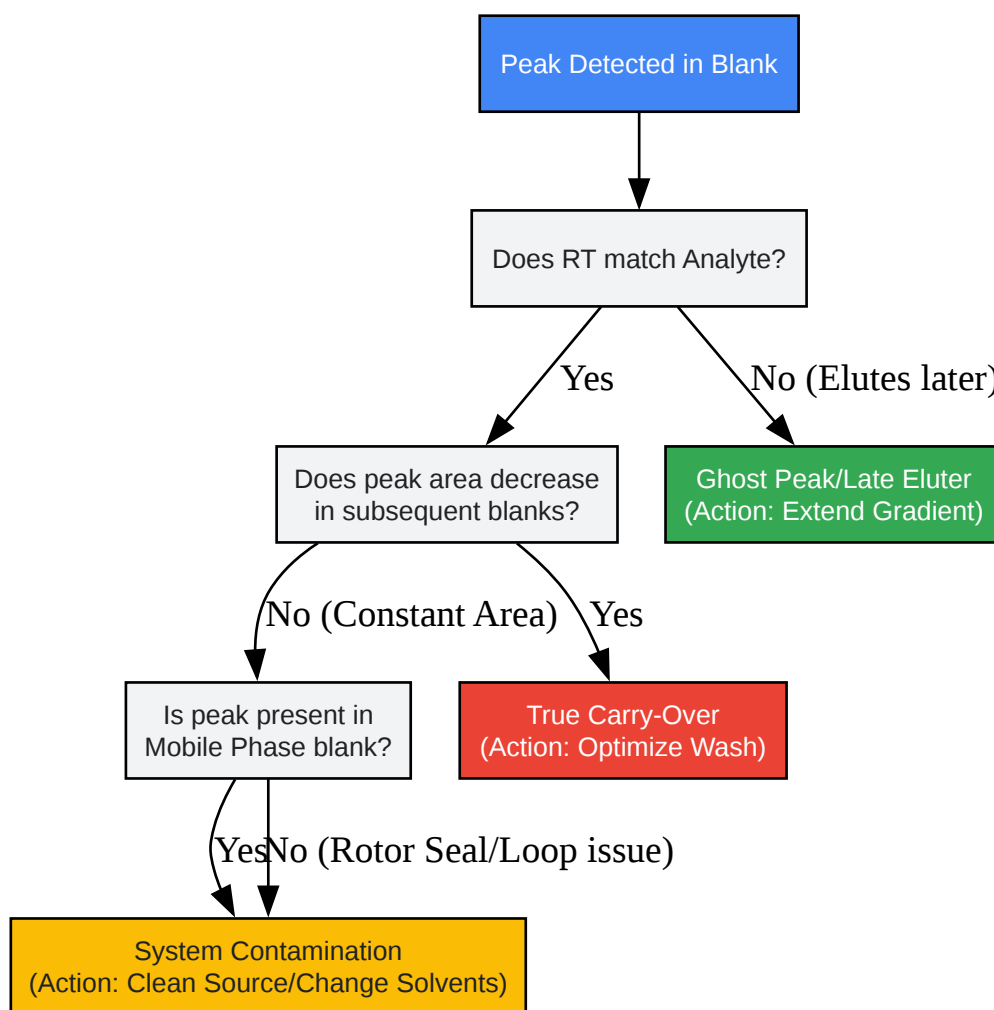 Peak Detected in Blank
Does RT match Analyte?
Yes
No (Elutes later)
Does peak area decrease
in subsequent blanks?
Ghost Peak/Late Eluter
(Action: Extend Gradient)
No (Constant Area)
Yes
Is peak present in
Mobile Phase blank?
True Carry-Over
(Action: Optimize Wash)
Yes
No (Rotor Seal/Loop issue)
System Contamination
(Action: Clean Source/Change Solvents)